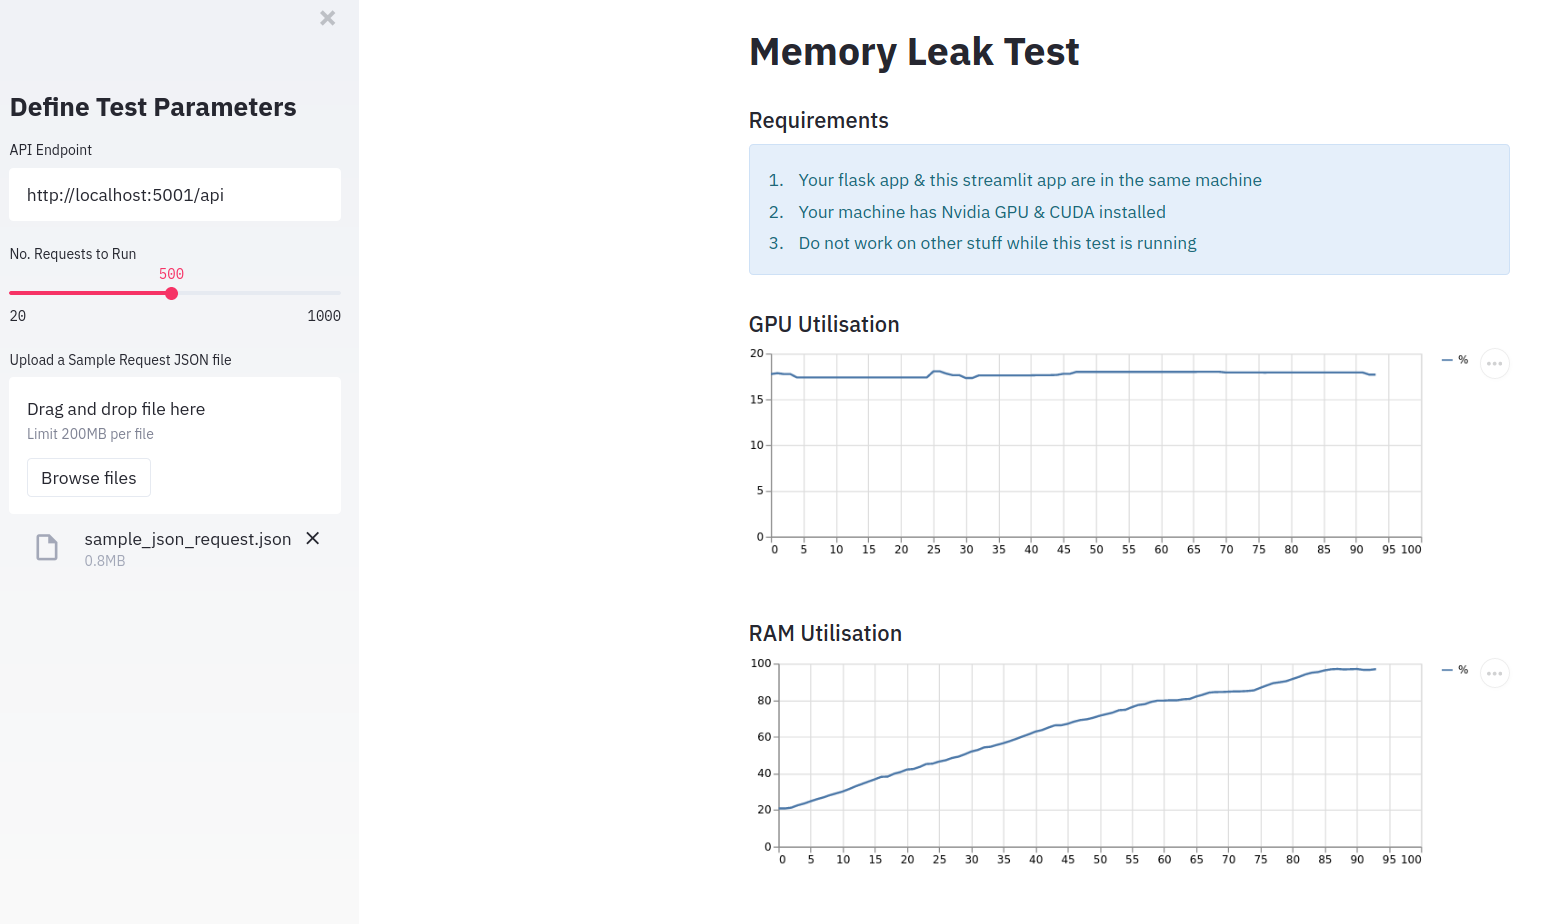 Define Test Parameters
API Endpoint
http://localhost:5001/api
No. Requests to Run
500
20 1000
Upload a Sample Request JSON file
Drag and drop file here
Limit 200MB per file
Browse files
sample_json_request.json
0.8MB
Memory Leak Test
Requirements
1. Your flask app & this streamlit app are in the same machine
2. Your machine has Nvidia GPU & CUDA installed
3. Do not work on other stuff while this test is running
GPU Utilisation
20
15
10
5
0
0 5 10 15 20 25 30 35 40 45 50 55 60 65 70 75 80 85 90 95 100
%
RAM Utilisation
100
80
60
40
20
0
0 5 10 15 20 25 30 35 40 45 50 55 60 65 70 75 80 85 90 95 100
%